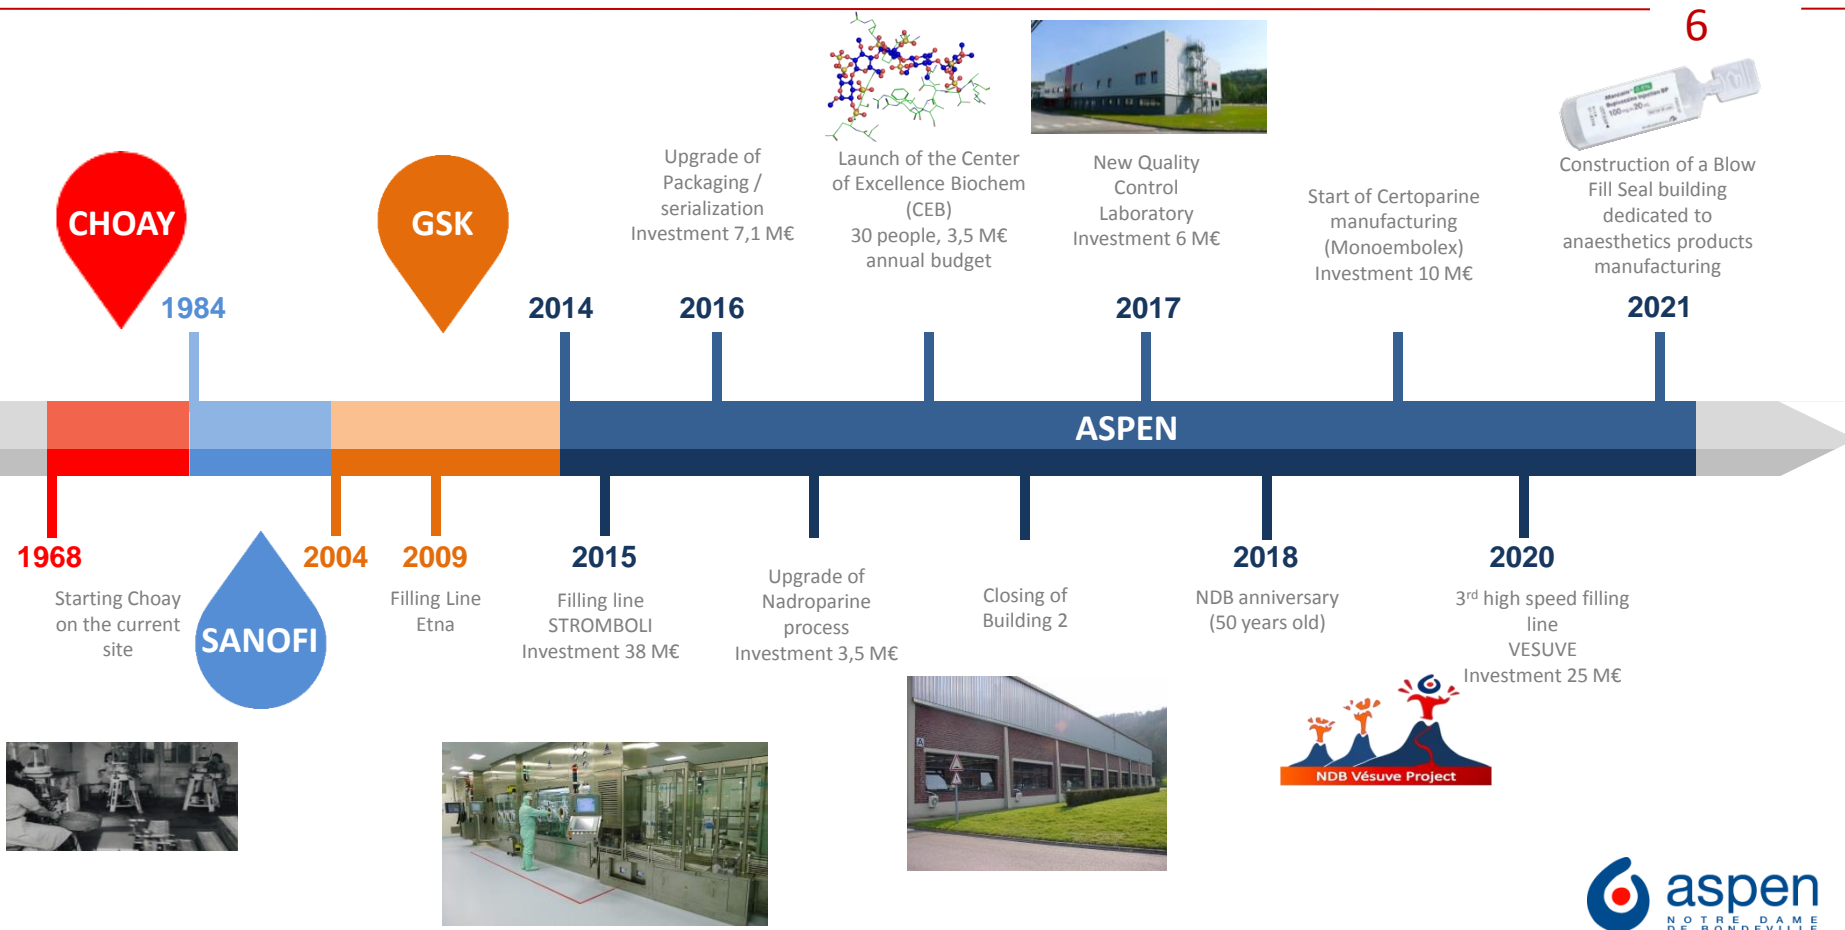 6
CHOAY
GSK
Upgrade of
Packaging /
serialization
Investment 7,1 M€
Launch of the Center
of Excellence Biochem
(CEB)
30 people, 3,5 M€
annual budget
New Quality
Control
Laboratory
Investment 6 M€
Start of Certoparine
manufacturing
(Monoembolex)
Investment 10 M€
Construction of a Blow
Fill Seal building
dedicated to
anaesthetics products
manufacturing
1984
2014
2016
2017
2021
ASPEN
1968
Starting Choay
on the current
site
SANOFI
2004
2009
Filling Line
Etna
2015
Filling line
STROMBOLI
Investment 38 M€
Upgrade of
Nadroparine
process
Investment 3,5 M€
Closing of
Building 2
2018
NDB anniversary
(50 years old)
2020
3rd high speed filling
line
VESUVE
Investment 25 M€
NDB Vésuve Project
aspen
NOTRE DAME
DE BONDEVILLE